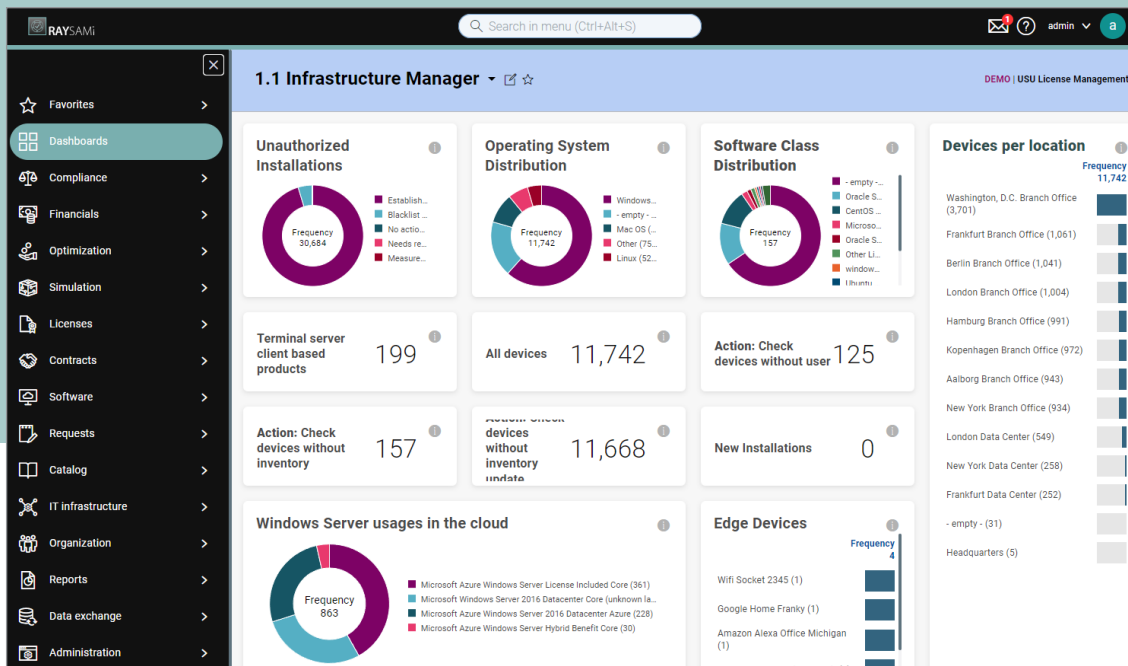 RAYSAMi
Search in menu (Ctrl+Alt+S)
1
admin
a
Favorites
Dashboards
Compliance
Financials
Optimization
Simulation
Licenses
Contracts
Software
Requests
Catalog
IT infrastructure
Organization
Reports
Data exchange
Administration
1.1 Infrastructure Manager
DEMO | USU License Management
Unauthorized
Installations
Frequency
30,684
Establish...
Blacklist ...
No actio...
Needs re...
Measure...
Operating System
Distribution
Frequency
11,742
Windows...
- empty - ...
Mac OS (...
Other (75...
Linux (52...
Software Class
Distribution
Frequency
157
- empty -...
Oracle S...
CentOS ...
Microso...
Oracle S...
Other Li...
window...
Ubuntu
Devices per location
Frequency
11,742
Washington, D.C. Branch Office
(3,701)
Frankfurt Branch Office (1,061)
Berlin Branch Office (1,041)
London Branch Office (1,004)
Hamburg Branch Office (991)
Kopenhagen Branch Office (972)
Aalborg Branch Office (943)
New York Branch Office (934)
London Data Center (549)
New York Data Center (258)
Frankfurt Data Center (252)
- empty - (31)
Headquarters (5)
Terminal server
client based
products
199
All devices
11,742
Action: Check
devices without user
125
Action: Check
devices without
inventory
157
Action: Check
devices
without
inventory
update
11,668
New Installations
0
Windows Server usages in the cloud
Frequency
863
Microsoft Azure Windows Server License Included Core (361)
Microsoft Windows Server 2016 Datacenter Core (unknown la...
Microsoft Azure Windows Server 2016 Datacenter Azure (228)
Microsoft Azure Windows Server Hybrid Benefit Core (30)
Edge Devices
Frequency
4
Wifi Socket 2345 (1)
Google Home Franky (1)
Amazon Alexa Office Michigan
(1)